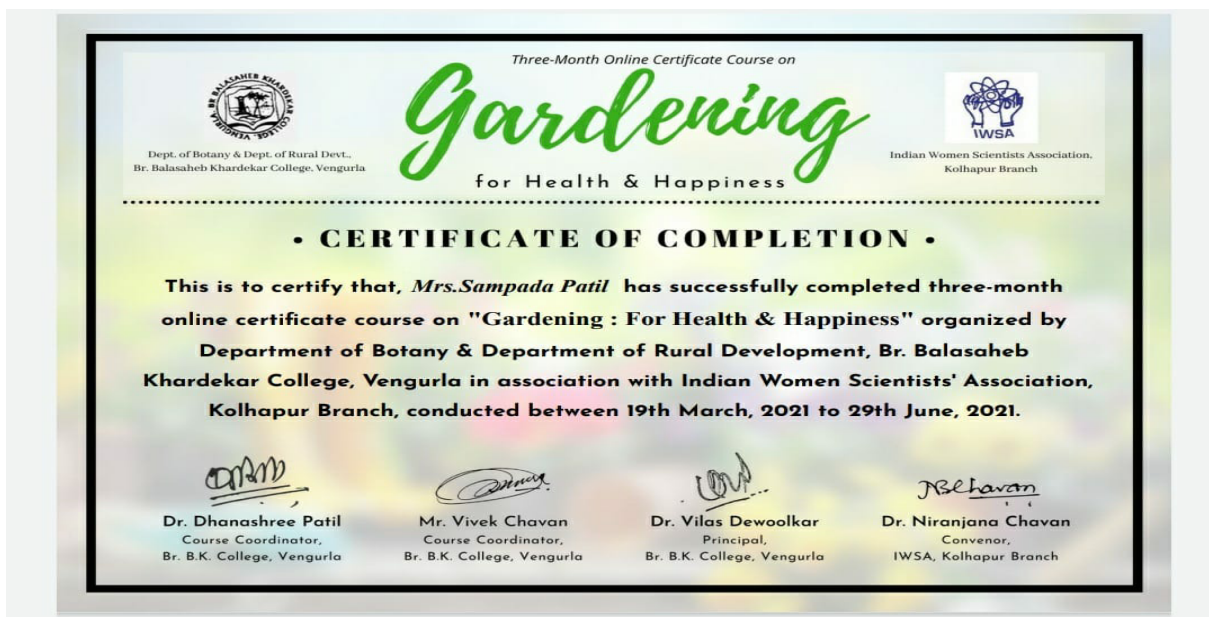 Three-Month Online Certificate Course on
Gardening
for Health & Happiness
BR BALASAHEB KHARDEKAR COLLEGE, VENGURLA
Dept. of Botany & Dept. of Rural Devt.,
Br. Balasaheb Khardekar College, Vengurla
IWSA
Indian Women Scientists Association,
Kolhapur Branch
• CERTIFICATE OF COMPLETION •
This is to certify that, Mrs.Sampada Patil has successfully completed three-month
online certificate course on "Gardening : For Health & Happiness" organized by
Department of Botany & Department of Rural Development, Br. Balasaheb
Khardekar College, Vengurla in association with Indian Women Scientists' Association,
Kolhapur Branch, conducted between 19th March, 2021 to 29th June, 2021.
NBChavan
Dr. Dhanashree Patil
Course Coordinator,
Br. B.K. College, Vengurla
Mr. Vivek Chavan
Course Coordinator,
Br. B.K. College, Vengurla
Dr. Vilas Dewoolkar
Principal,
Br. B.K. College, Vengurla
Dr. Niranjana Chavan
Convenor,
IWSA, Kolhapur Branch